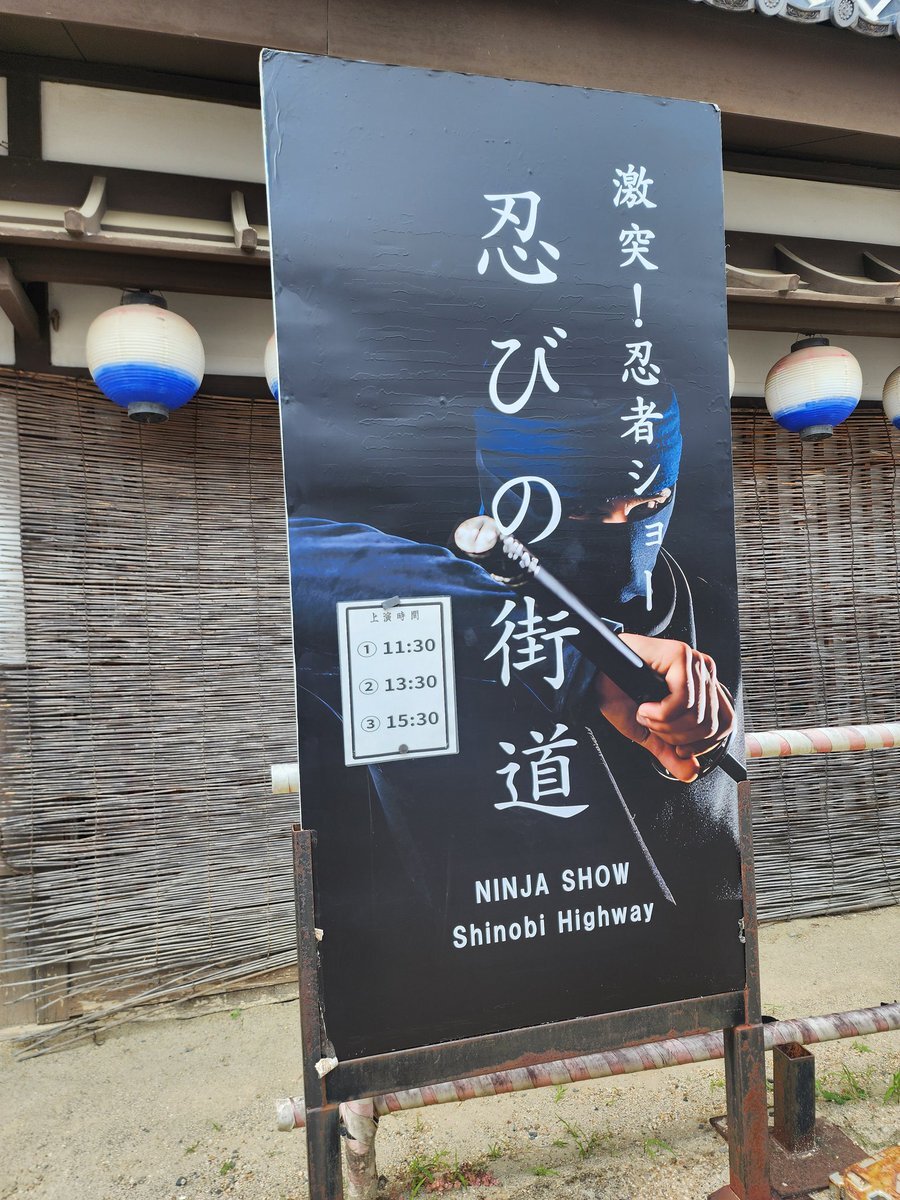 激突！忍者ショー
忍びの街道
上演時間
① 11:30
② 13:30
③ 15:30
NINJA SHOW
Shinobi Highway